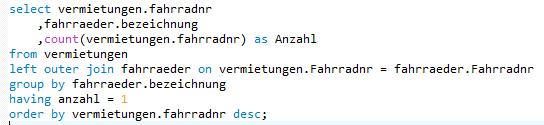 select vermietungen.fahrradnr
,fahrraeder.bezeichnung
,count(vermietungen.fahrradnr) as Anzahl
from vermietungen
left outer join fahrraeder on vermietungen.Fahrradnr = fahrraeder.Fahrradnr
group by fahrraeder.bezeichnung
having anzahl = 1
order by vermietungen.fahrradnr desc;